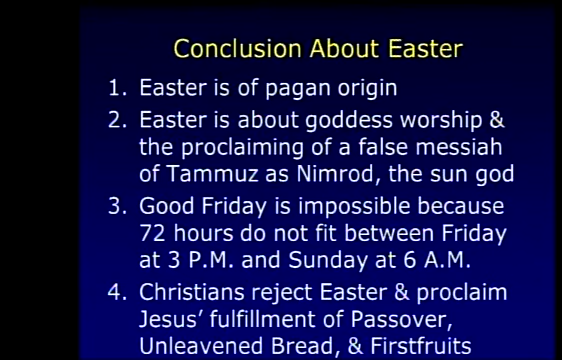 Conclusion About Easter
1. Easter is of pagan origin
2. Easter is about goddess worship &
the proclaiming of a false messiah
of Tammuz as Nimrod, the sun god
3. Good Friday is impossible because
72 hours do not fit between Friday
at 3 P.M. and Sunday at 6 A.M.
4. Christians reject Easter & proclaim
Jesus' fulfillment of Passover,
Unleavened Bread, & Firstfruits